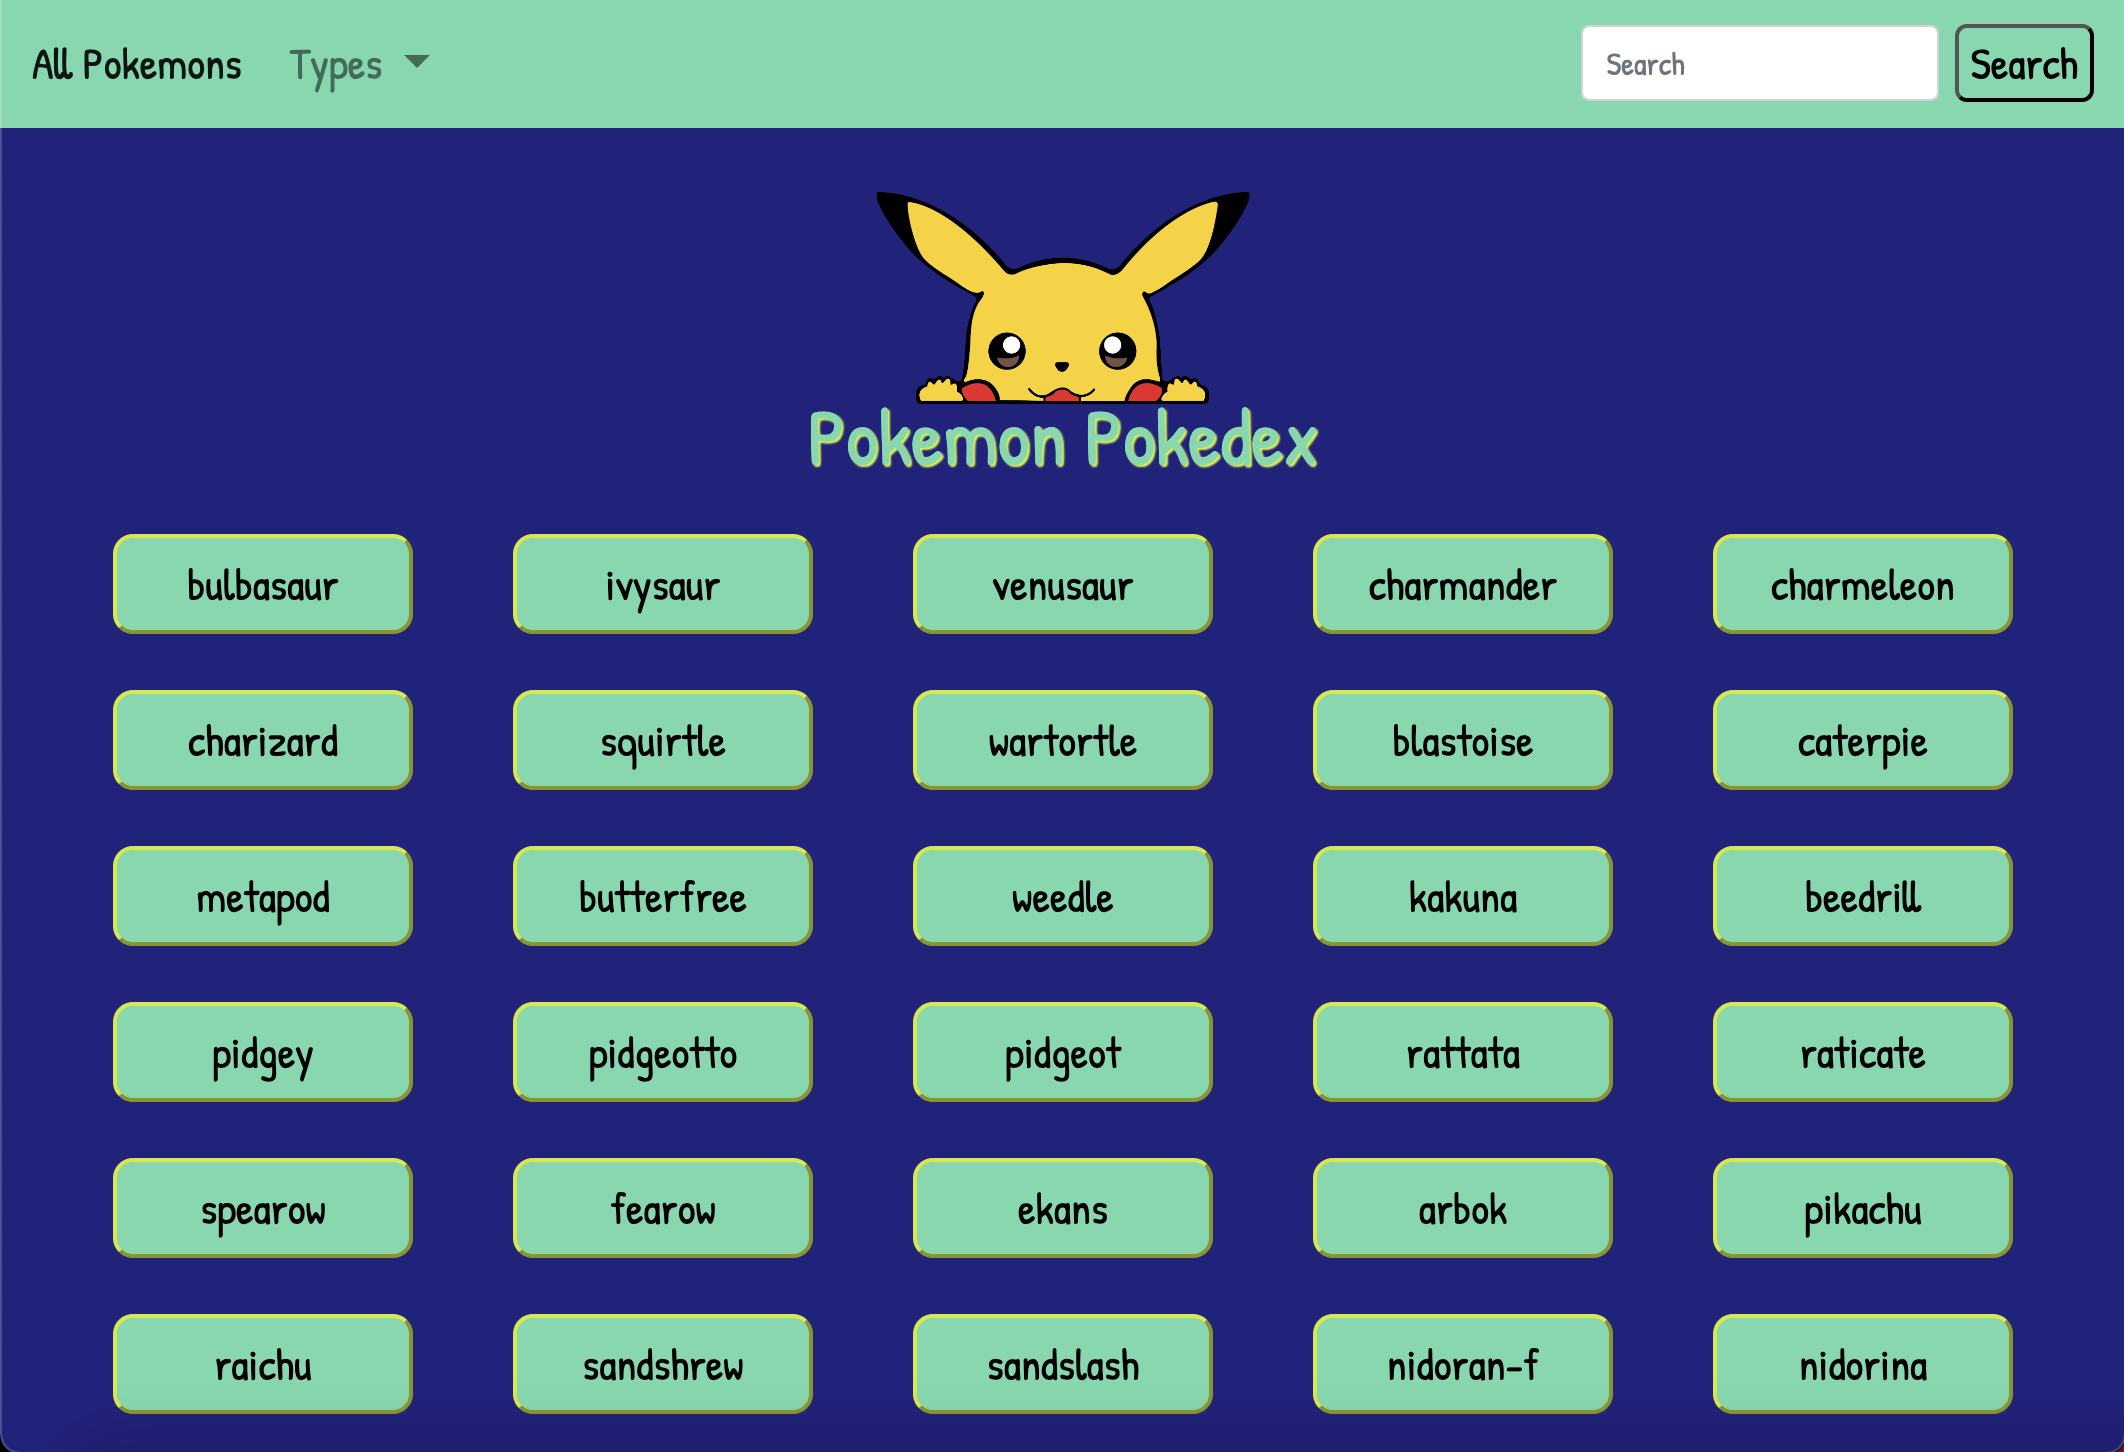 All Pokemons Types Search Search
Pokemon Pokedex
bulbasaur ivysaur venusaur charmander charmeleon
charizard squirtle wartortle blastoise caterpie
metapod butterfree weedle kakuna beedrill
pidgey pidgeotto pidgeot rattata raticate
spearow fearow ekans arbok pikachu
raichu sandshrew sandslash nidoran-f nidorina